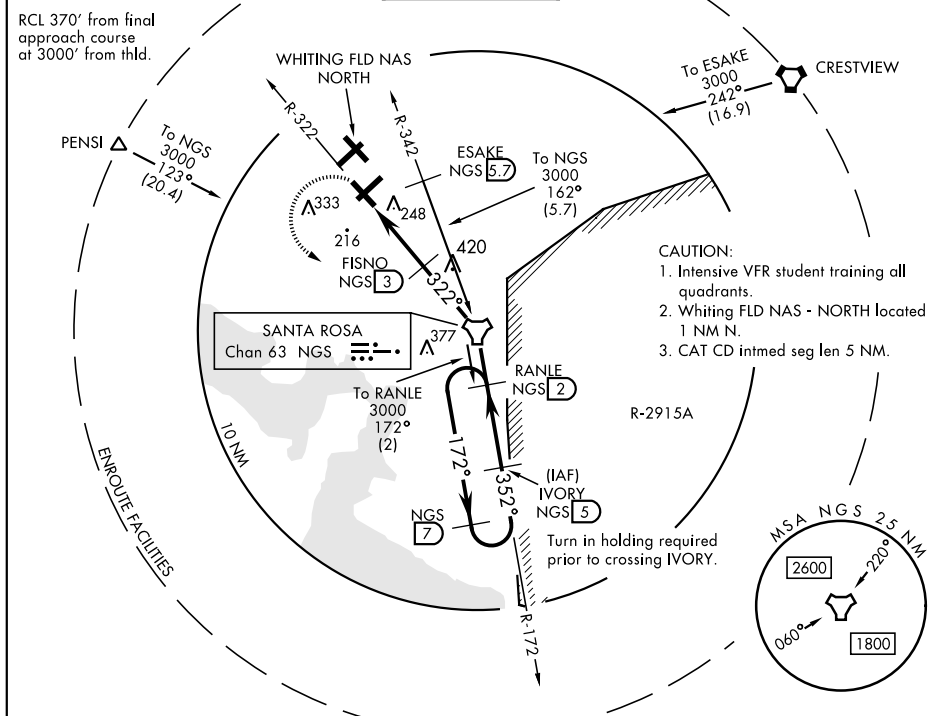 RCL 370' from final
approach course
at 3000' from thld.
WHITING FLD NAS
NORTH
R-322
R-342
To ESAKE
3000
242°
(16.9)
CRESTVIEW
PENSI
To NGS
3000
123°
(20.4)
ESAKE
NGS 5.7
To NGS
3000
162°
(5.7)
333
248
216
420
FISNO
NGS 3
322°
CAUTION:
1. Intensive VFR student training all
quadrants.
2. Whiting FLD NAS - NORTH located
1 NM N.
3. CAT CD intmed seg len 5 NM.
SANTA ROSA
Chan 63 NGS
377
RANLE
NGS 2
To RANLE
3000
172°
(2)
R-2915A
10 NM
172°
352°
(IAF)
IVORY
NGS 5
NGS
7
Turn in holding required
prior to crossing IVORY.
ENROUTE FACILITIES
R-172
MSA NGS 25 NM
2600
220°
060°
1800